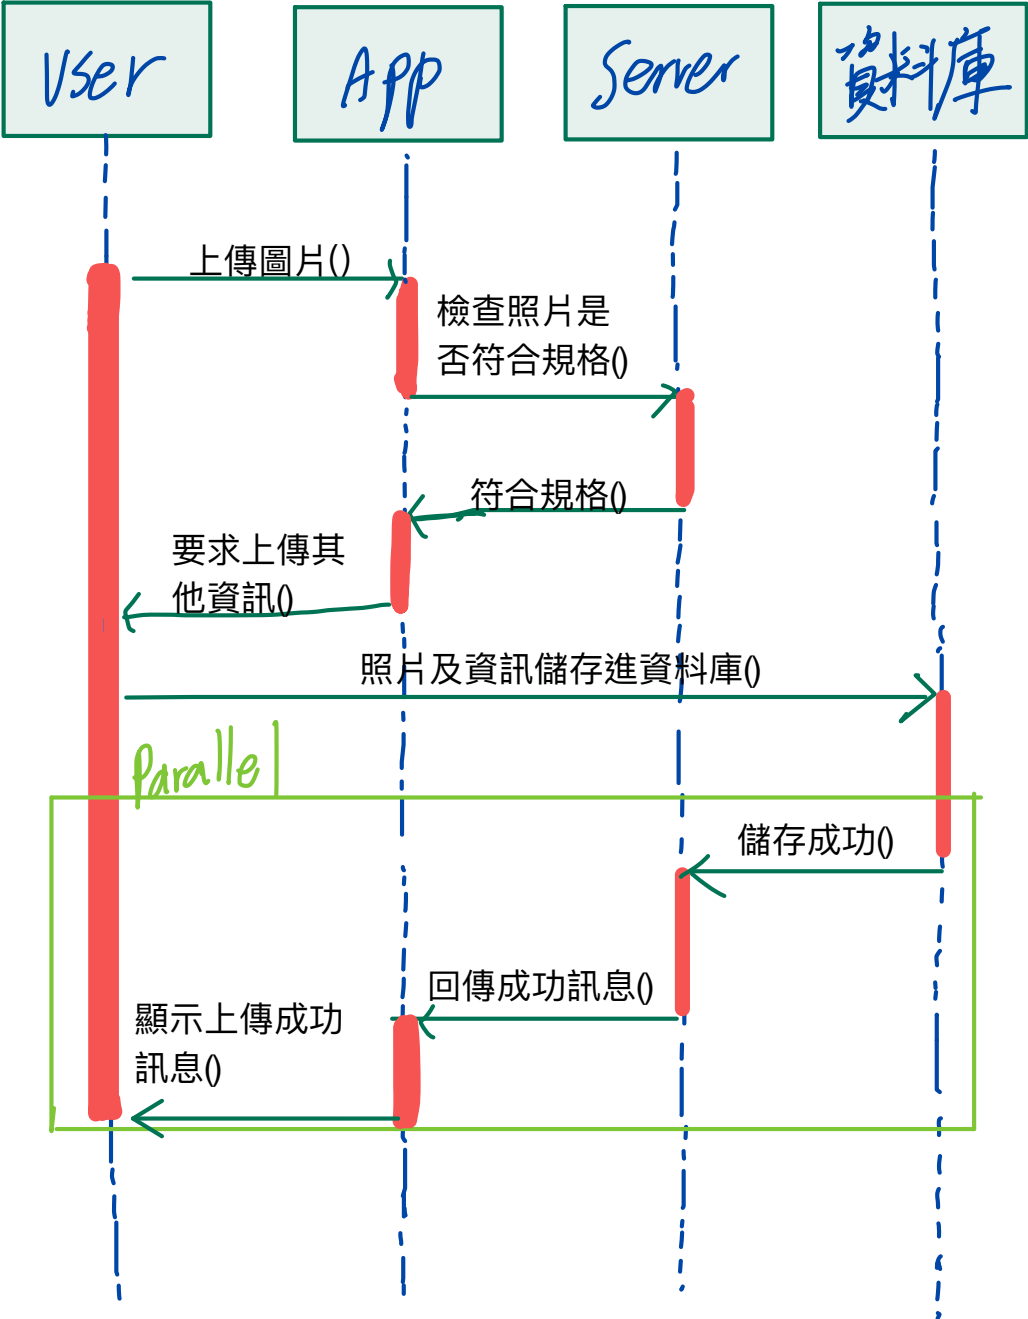 User
App
Server
資料庫
上傳圖片()
檢查照片是
否符合規格()
符合規格()
要求上傳其
他資訊()
照片及資訊儲存進資料庫()
Parallel
儲存成功()
回傳成功訊息()
顯示上傳成功
訊息()